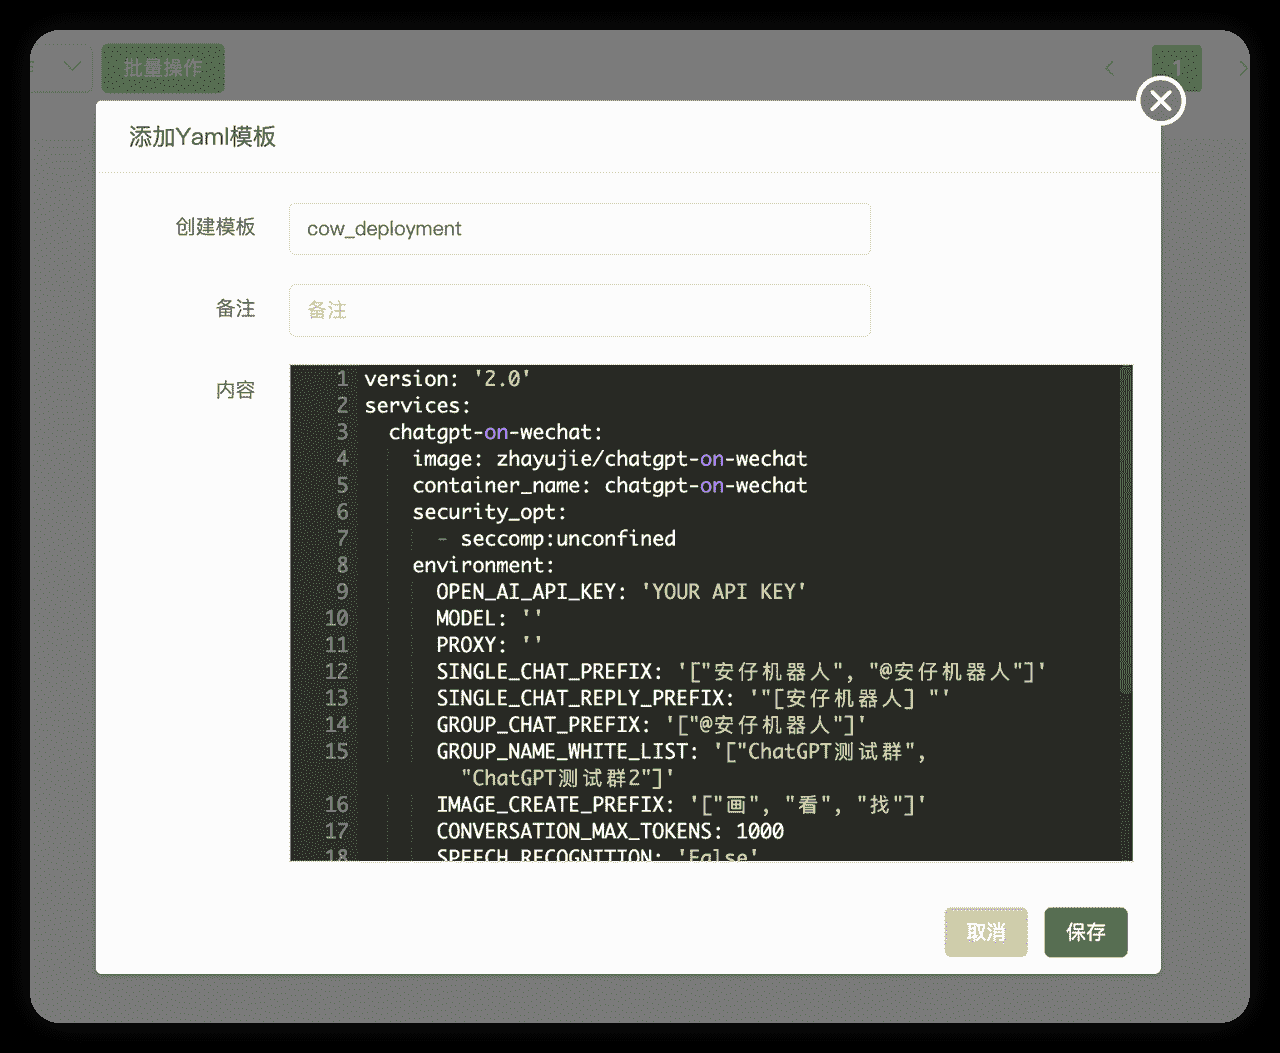 批量操作
1
添加Yaml模板
创建模板
cow_deployment
备注
备注
内容
1 version: '2.0'
2 services:
3 chatgpt-on-wechat:
4 image: zhayujie/chatgpt-on-wechat
5 container_name: chatgpt-on-wechat
6 security_opt:
7 - seccomp:unconfined
8 environment:
9 OPEN_AI_API_KEY: 'YOUR API KEY'
10 MODEL: ''
11 PROXY: ''
12 SINGLE_CHAT_PREFIX: '["安仔机器人", "@安仔机器人"]'
13 SINGLE_CHAT_REPLY_PREFIX: '"[安仔机器人] "'
14 GROUP_CHAT_PREFIX: '["@安仔机器人"]'
15 GROUP_NAME_WHITE_LIST: '["ChatGPT测试群",
"ChatGPT测试群2"]'
16 IMAGE_CREATE_PREFIX: '["画", "看", "找"]'
17 CONVERSATION_MAX_TOKENS: 1000
18 SPEECH_RECOGNITION: 'False'
取消
保存